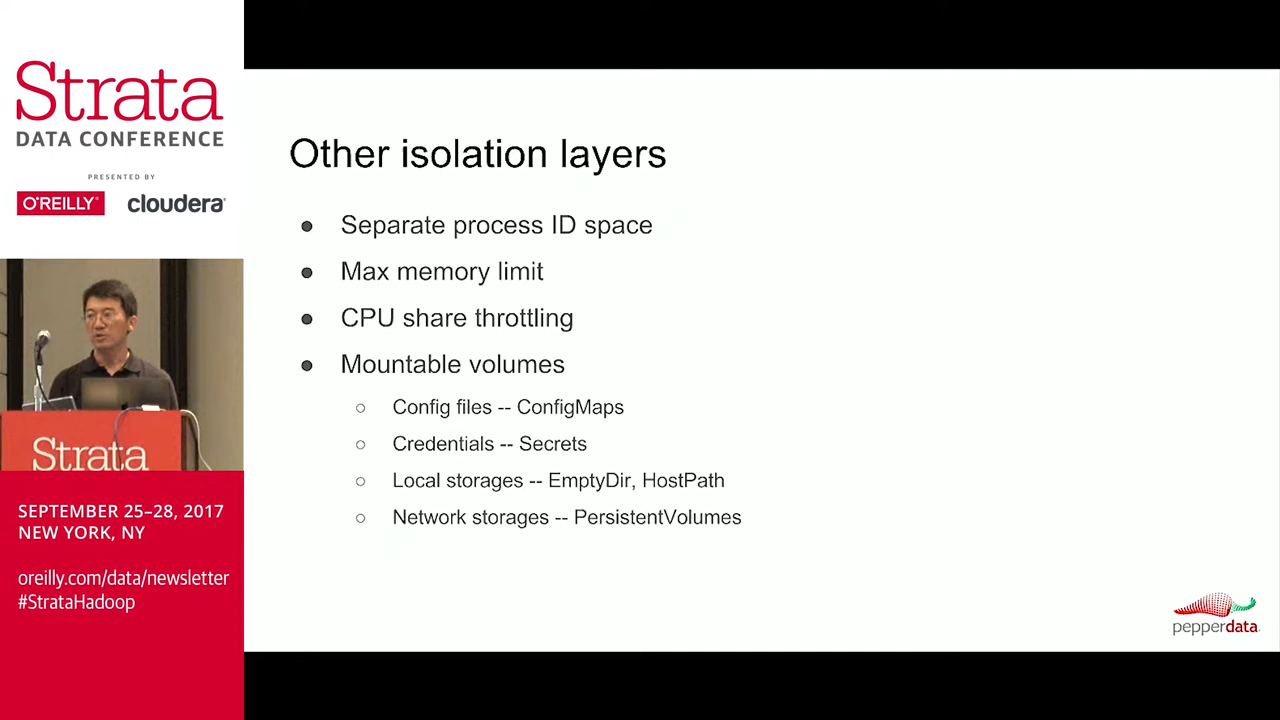 Strata
DATA CONFERENCE
PRESENTED BY
O'REILLY®
cloudera
Strata
SEPTEMBER 25–28, 2017
NEW YORK, NY
oreilly.com/data/newsletter
#StrataHadoop
Other isolation layers
● Separate process ID space
● Max memory limit
● CPU share throttling
● Mountable volumes
○ Config files -- ConfigMaps
○ Credentials -- Secrets
○ Local storages -- EmptyDir, HostPath
○ Network storages -- PersistentVolumes
pepperdata